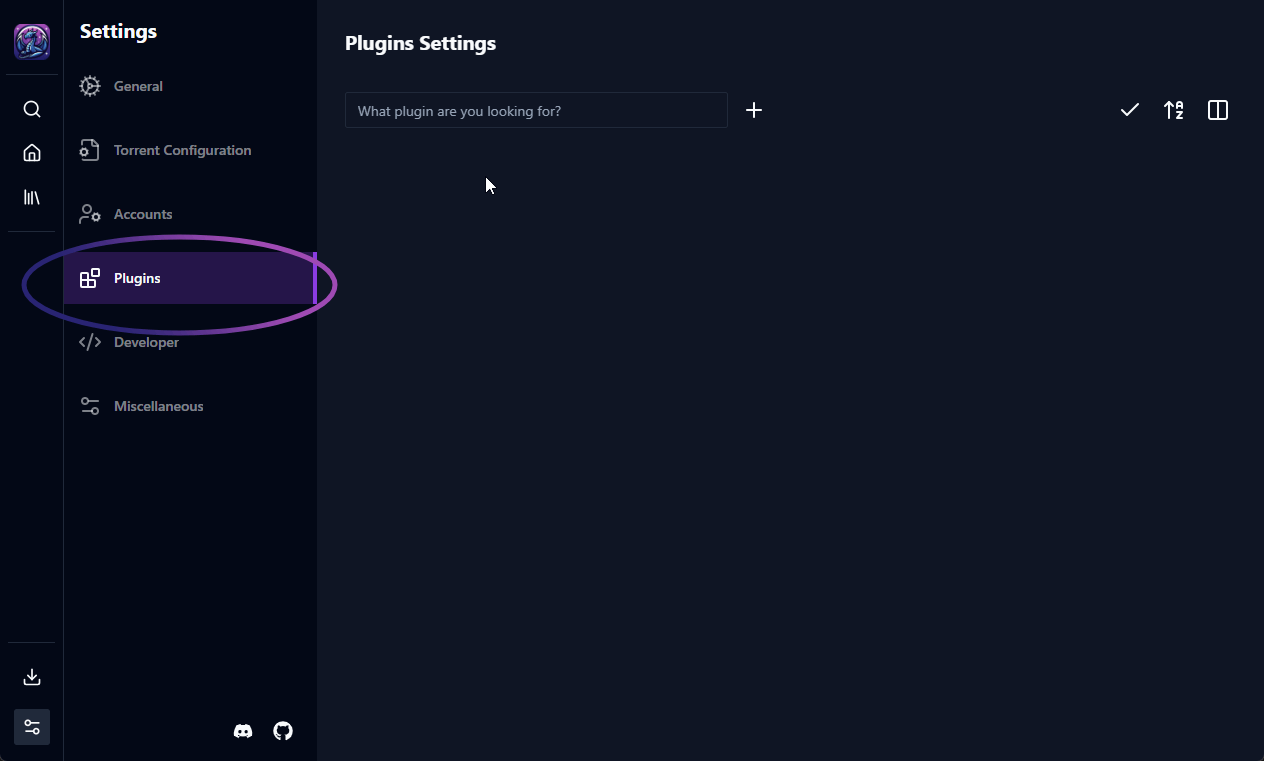 Settings
General
Torrent Configuration
Accounts
Plugins
Developer
Miscellaneous
Plugins Settings
What plugin are you looking for?